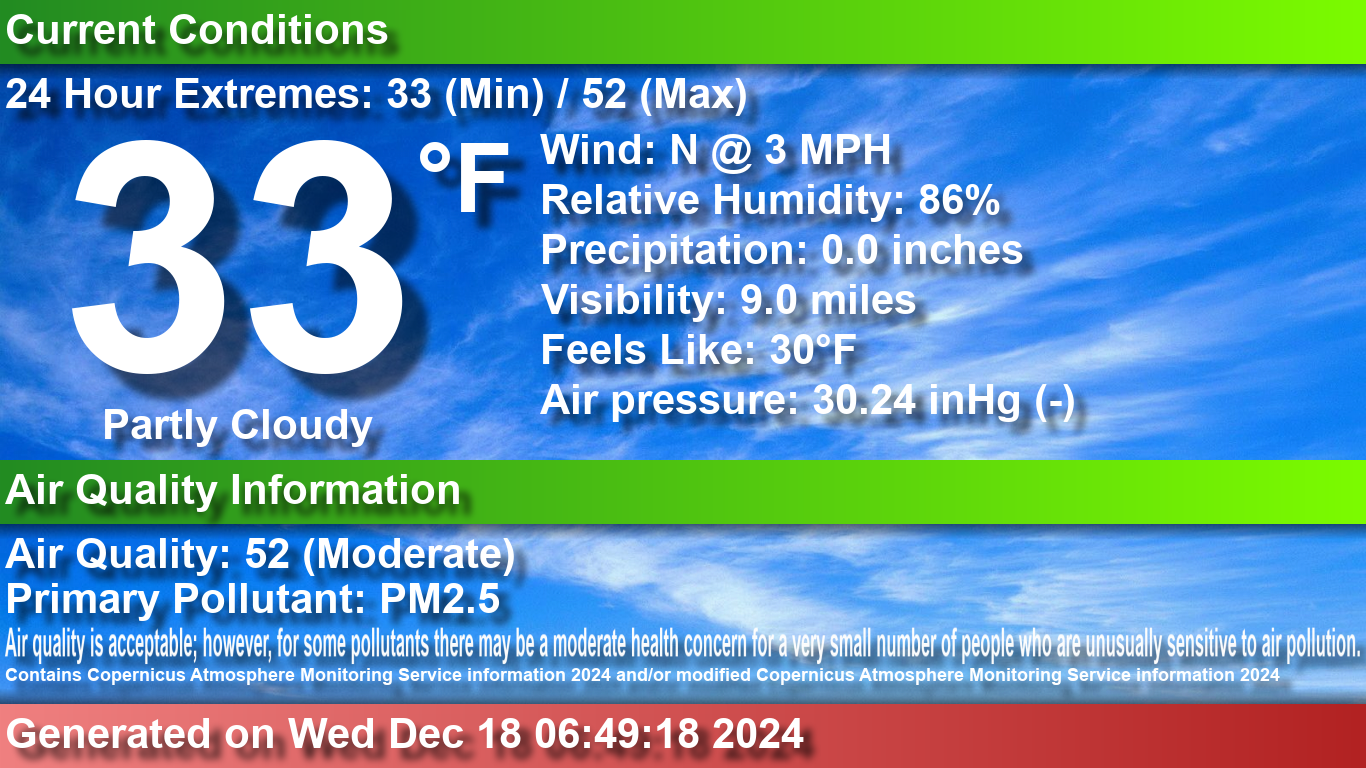 Current Conditions
24 Hour Extremes: 33 (Min) / 52 (Max)
33 °F
Partly Cloudy
Wind: N @ 3 MPH
Relative Humidity: 86%
Precipitation: 0.0 inches
Visibility: 9.0 miles
Feels Like: 30°F
Air pressure: 30.24 inHg (-)
Air Quality Information
Air Quality: 52 (Moderate)
Primary Pollutant: PM2.5
Air quality is acceptable; however, for some pollutants there may be a moderate health concern for a very small number of people who are unusually sensitive to air pollution.
Contains Copernicus Atmosphere Monitoring Service information 2024 and/or modified Copernicus Atmosphere Monitoring Service information 2024
Generated on Wed Dec 18 06:49:18 2024